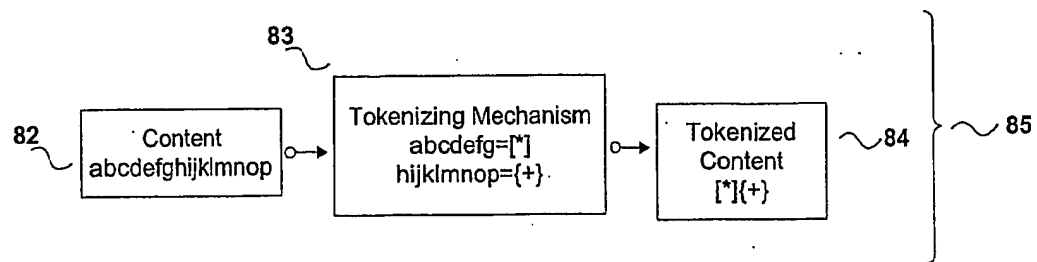 83
82
Content
abcdefghijklmnop
Tokenizing Mechanism
abcdefg=[*]
hijklmnop={+}
Tokenized
Content
[*]{+}
84
85